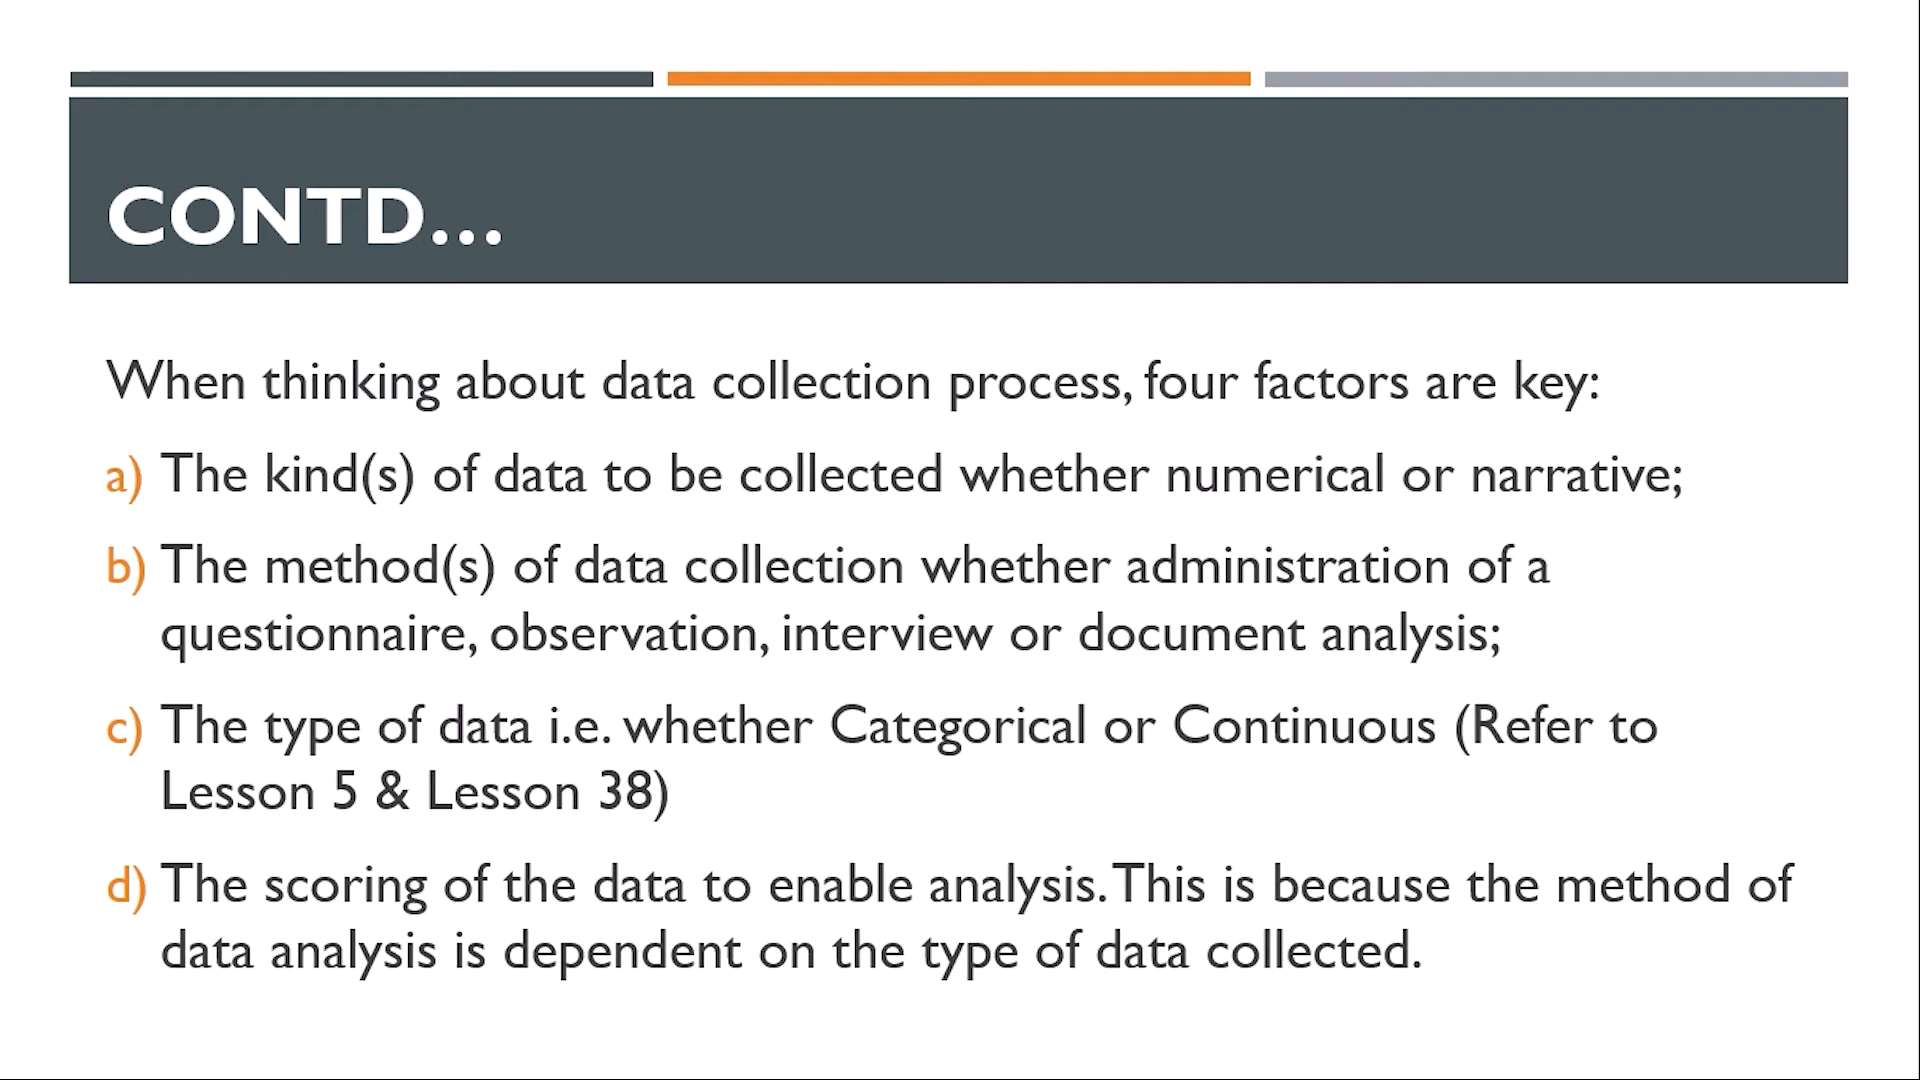 CONTD...
When thinking about data collection process, four factors are key:
a) The kind(s) of data to be collected whether numerical or narrative;
b) The method(s) of data collection whether administration of a
questionnaire, observation, interview or document analysis;
c) The type of data i.e. whether Categorical or Continuous (Refer to
Lesson 5 & Lesson 38)
d) The scoring of the data to enable analysis. This is because the method of
data analysis is dependent on the type of data collected.